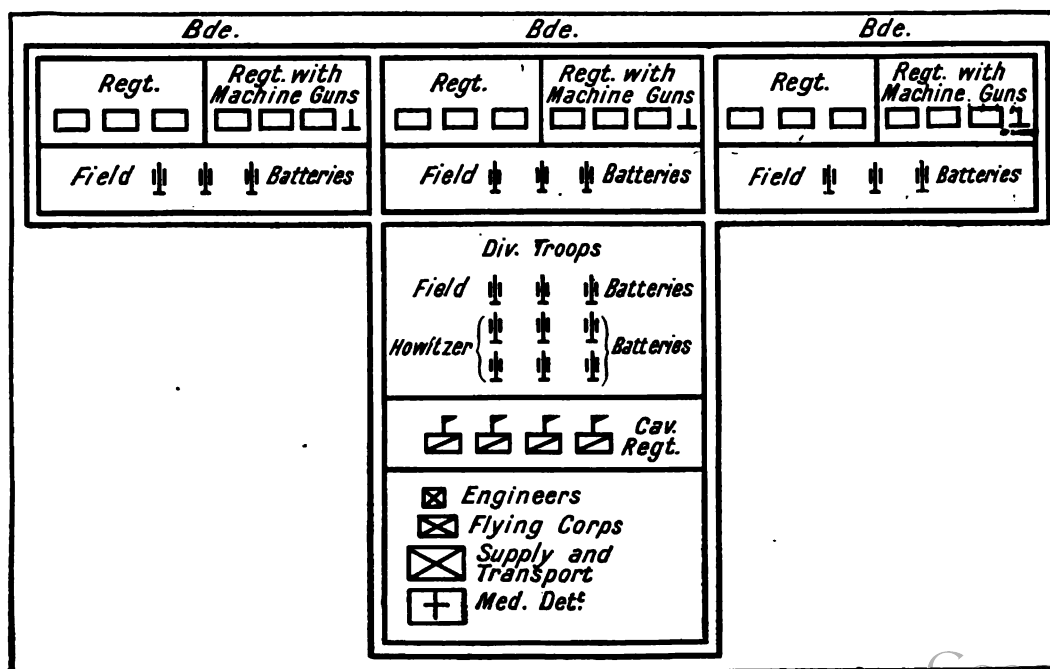 Bde. Bde. Bde.
Regt. Regt. with Machine Guns
Regt. Regt. with Machine Guns
Regt. Regt. with Machine Guns
Field Batteries
Field Batteries
Field Batteries
Div. Troops
Field Batteries
Howitzer Batteries
Cav. Regt.
Engineers
Flying Corps
Supply and
Transport
Med. Dett.